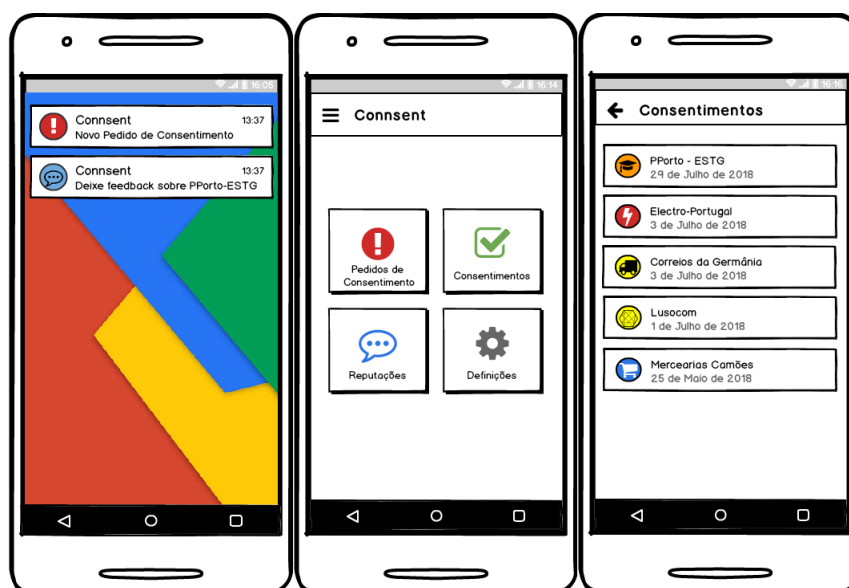 16:05
Connsent 13:37
Novo Pedido de Consentimento
Connsent 13:37
Deixe feedback sobre PPorto-ESTG
16:14
Connsent
Pedidos de
Consentimento
Consentimentos
Reputações
Definições
16:16
Consentimentos
PPorto - ESTG
29 de Julho de 2018
Electro-Portugal
3 de Julho de 2018
Correios da Germânia
3 de Julho de 2018
Lusocom
1 de Julho de 2018
Mercearias Camões
25 de Maio de 2018